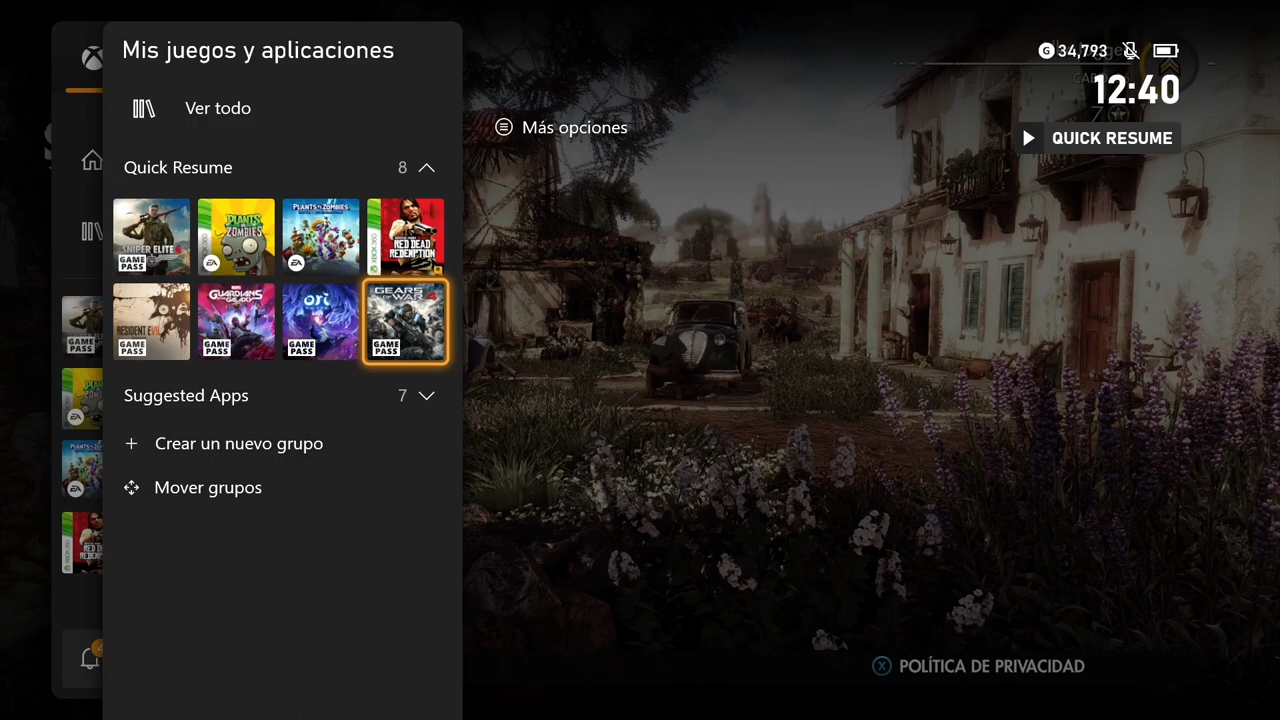 Mis juegos y aplicaciones
Ver todo
Quick Resume 8
SNIPER ELITE
GAME PASS
PLANTS VS ZOMBIES
EA
PLANTS VS ZOMBIES
EA
XBOX 360
RED DEAD REDEMPTION
RESIDENT EVIL
GAME PASS
MARVEL
GUARDIANS GALAXY
GAME PASS
ori
GAME PASS
GEARS OF WAR 4
GAME PASS
Suggested Apps 7
+ Crear un nuevo grupo
Mover grupos
Más opciones
G 34,793
12:40
QUICK RESUME
X POLÍTICA DE PRIVACIDAD